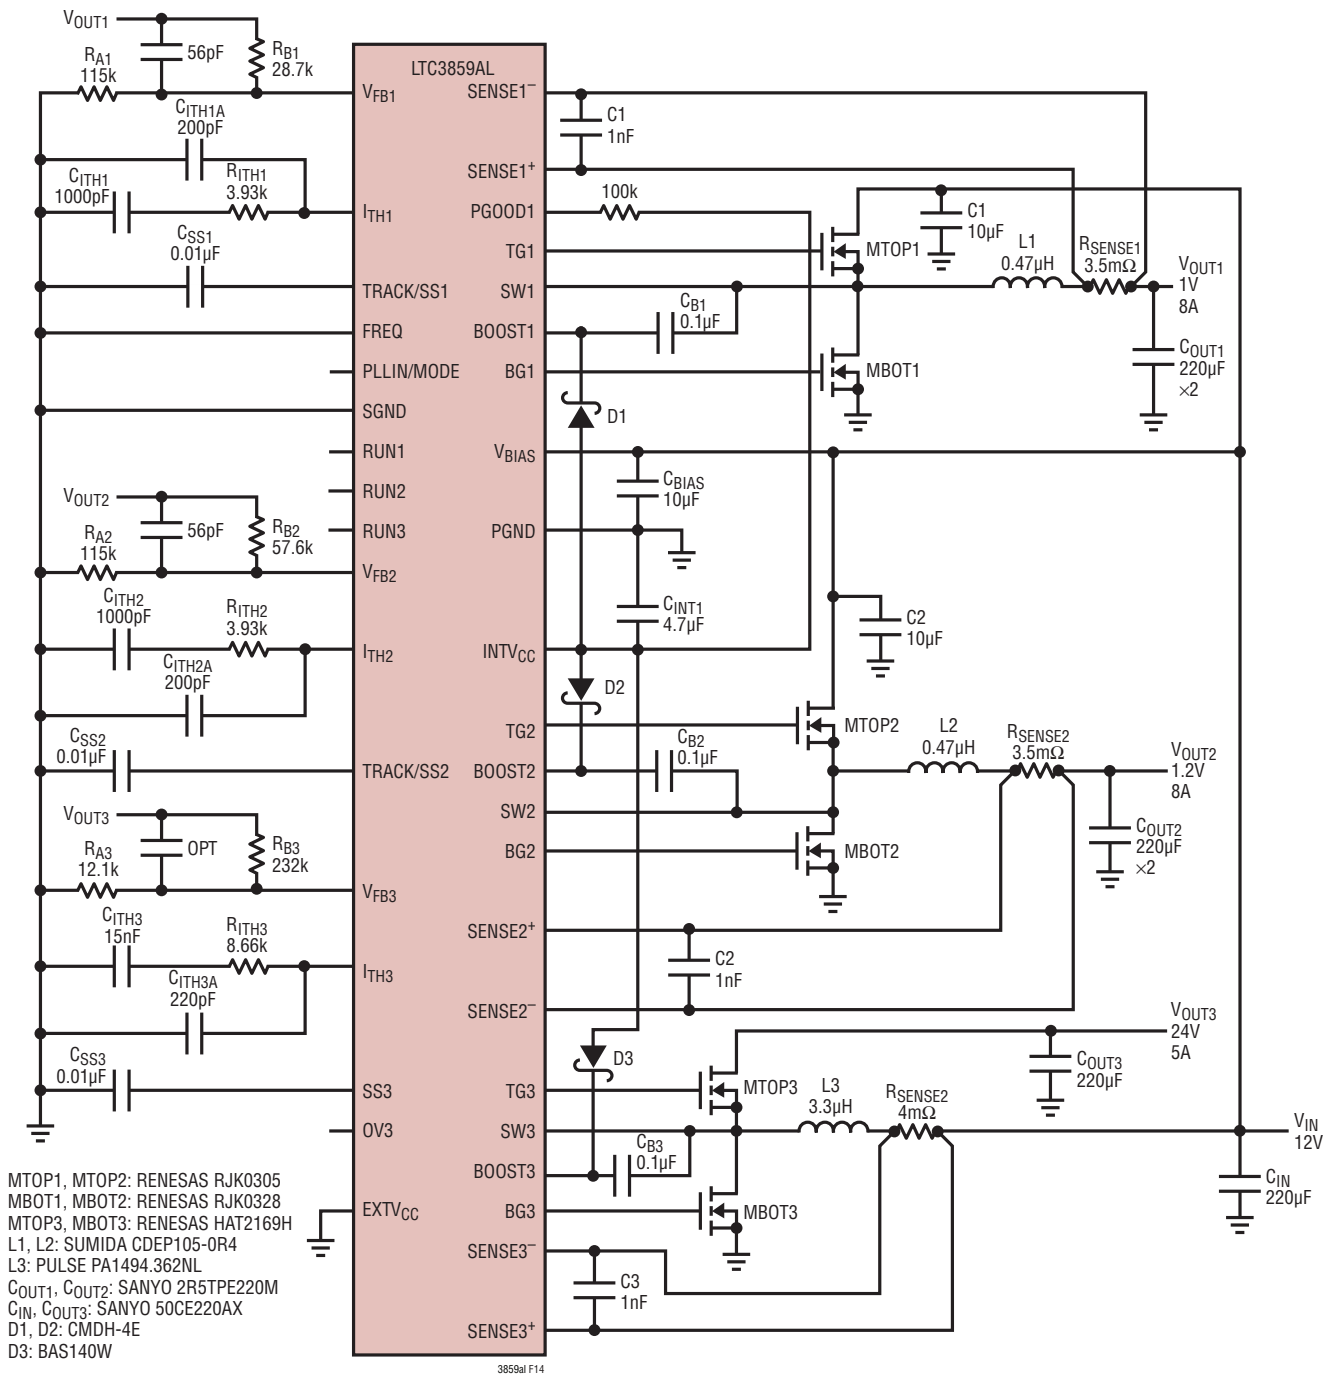 VOUT1
RA1
115k
56pF
RB1
28.7k
CITH1A
200pF
CITH1
1000pF
RITH1
3.93k
CSS1
0.01µF
VOUT2
RA2
115k
56pF
RB2
57.6k
CITH2
1000pF
RITH2
3.93k
CITH2A
200pF
CSS2
0.01µF
VOUT3
RA3
12.1k
OPT
RB3
232k
CITH3
15nF
RITH3
8.66k
CITH3A
220pF
CSS3
0.01µF
LTC3859AL
VFB1
ITH1
TRACK/SS1
FREQ
PLLIN/MODE
SGND
RUN1
RUN2
RUN3
VFB2
ITH2
TRACK/SS2
VFB3
ITH3
SS3
OV3
EXTVCC
SENSE1–
SENSE1+
PGOOD1
TG1
SW1
BOOST1
BG1
VBIAS
PGND
INTVCC
TG2
BOOST2
SW2
BG2
SENSE2+
SENSE2–
TG3
SW3
BOOST3
BG3
SENSE3–
SENSE3+
C1
1nF
100k
MTOP1
C1
10µF
L1
0.47µH
RSENSE1
3.5mΩ
VOUT1
1V
8A
CB1
0.1µF
MBOT1
COUT1
220µF
×2
D1
CBIAS
10µF
CINT1
4.7µF
C2
10µF
D2
MTOP2
L2
0.47µH
RSENSE2
3.5mΩ
VOUT2
1.2V
8A
CB2
0.1µF
MBOT2
COUT2
220µF
×2
C2
1nF
VOUT3
24V
5A
D3
COUT3
220µF
MTOP3
L3
3.3µH
RSENSE2
4mΩ
VIN
12V
CB3
0.1µF
CIN
220µF
MBOT3
C3
1nF
MTOP1, MTOP2: RENESAS RJK0305
MBOT1, MBOT2: RENESAS RJK0328
MTOP3, MBOT3: RENESAS HAT2169H
L1, L2: SUMIDA CDEP105-0R4
L3: PULSE PA1494.362NL
COUT1, COUT2: SANYO 2R5TPE220M
CIN, COUT3: SANYO 50CE220AX
D1, D2: CMDH-4E
D3: BAS140W
3859al F14